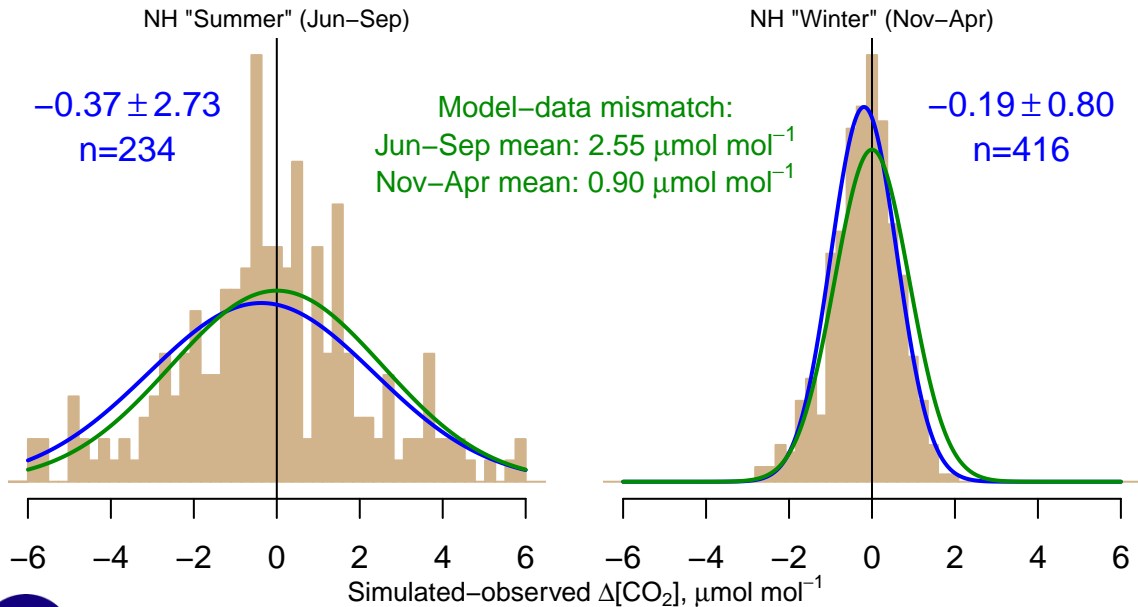 NH "Summer" (Jun−Sep)
−0.37 ± 2.73
n=234
Model−data mismatch:
Jun−Sep mean: 2.55 μmol mol⁻¹
Nov−Apr mean: 0.90 μmol mol⁻¹
NH "Winter" (Nov−Apr)
−0.19 ± 0.80
n=416
−6 −4 −2 0 2 4 6
−6 −4 −2 0 2 4 6
Simulated−observed Δ[CO₂], μmol mol⁻¹